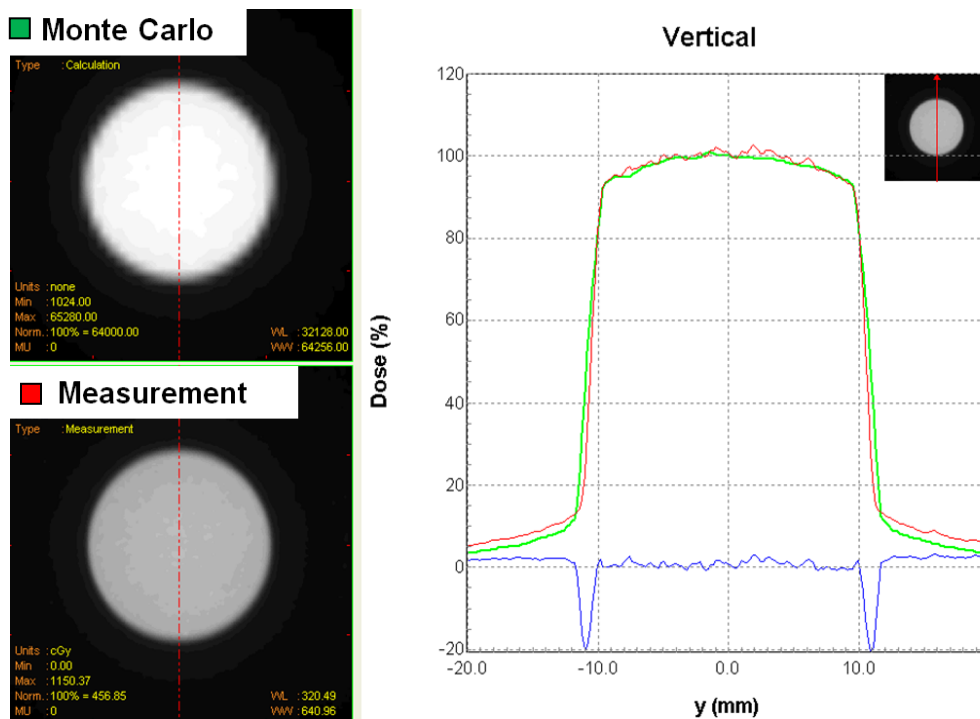 Monte Carlo
Type :Calculation
Units :none
Min :1024.00
Max :65280.00
Norm.:100% = 64000.00 WL :32128.00
MU :0 WW :64256.00
Measurement
Type :Measurement
Units :cGy
Min :0.00
Max :1150.37
Norm.:100% = 456.85 WL :320.49
MU :0 WW :640.96
Vertical
120
100
80
60
40
20
0
-20
Dose (%)
-20.0 -10.0 0.0 10.0
y (mm)